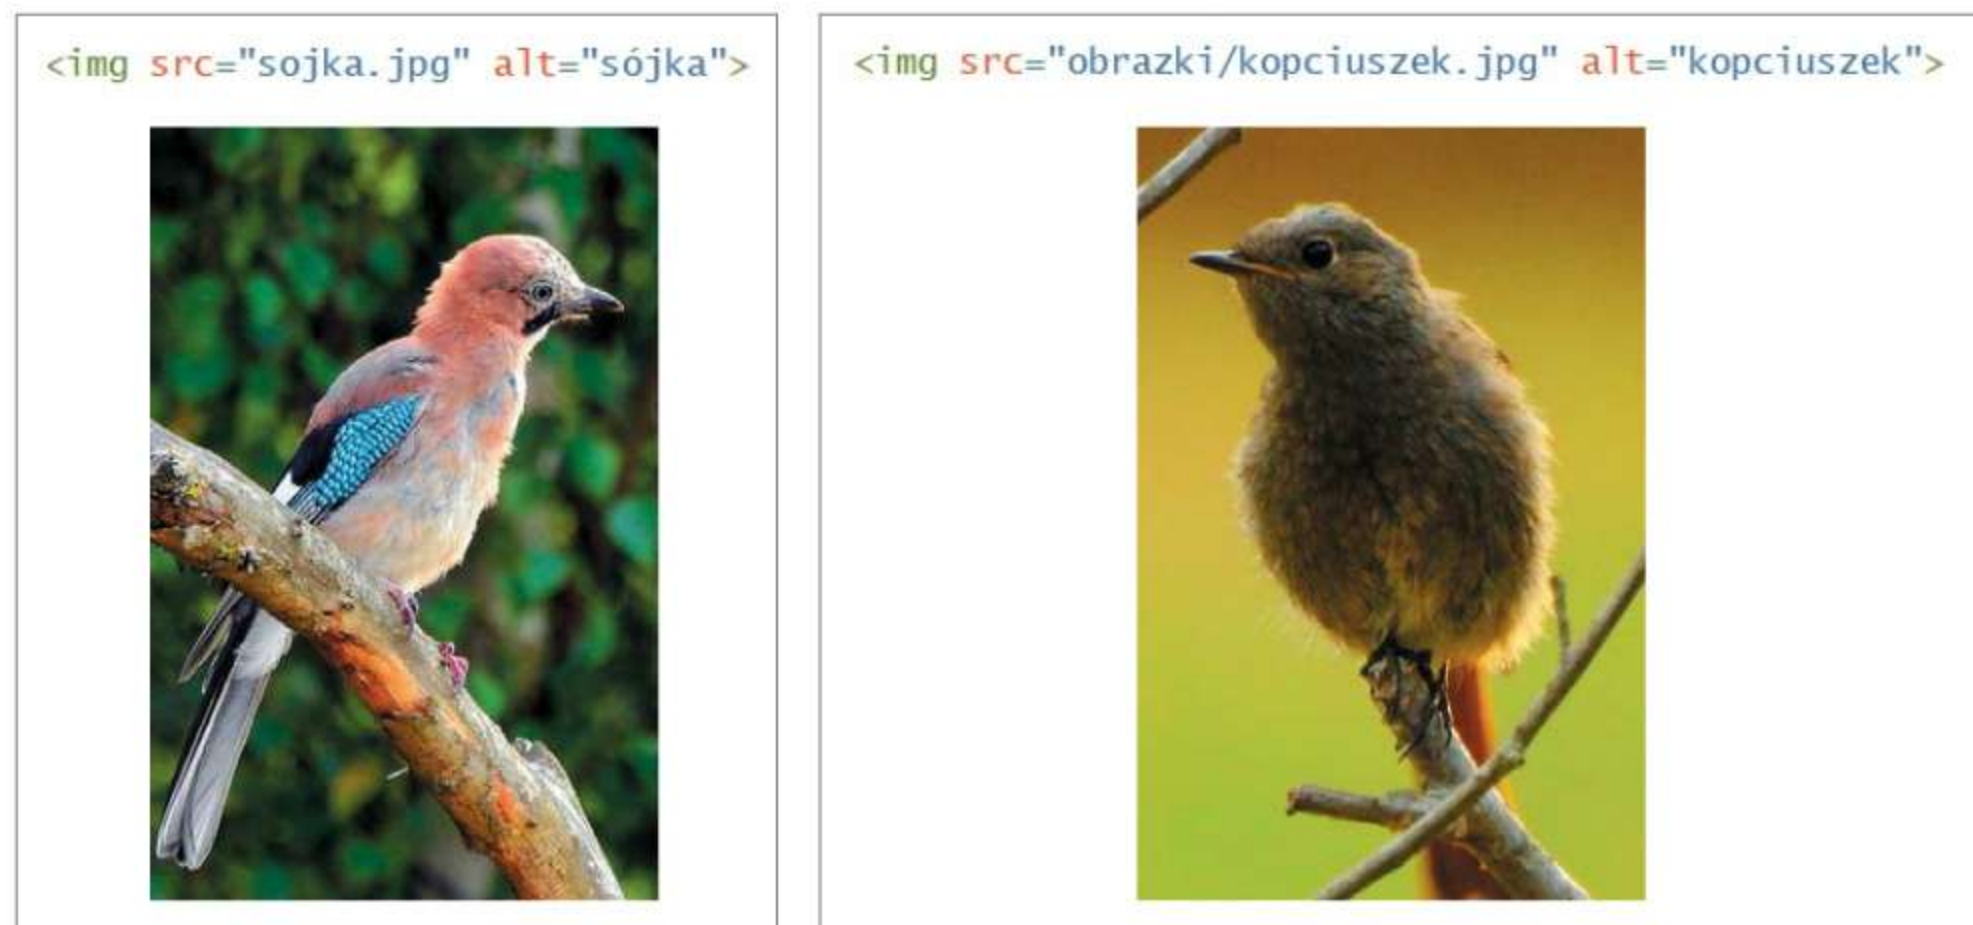 <img src="sojka.jpg" alt="sójka">
<img src="obrazki/kopciuszek.jpg" alt="kopciuszek">